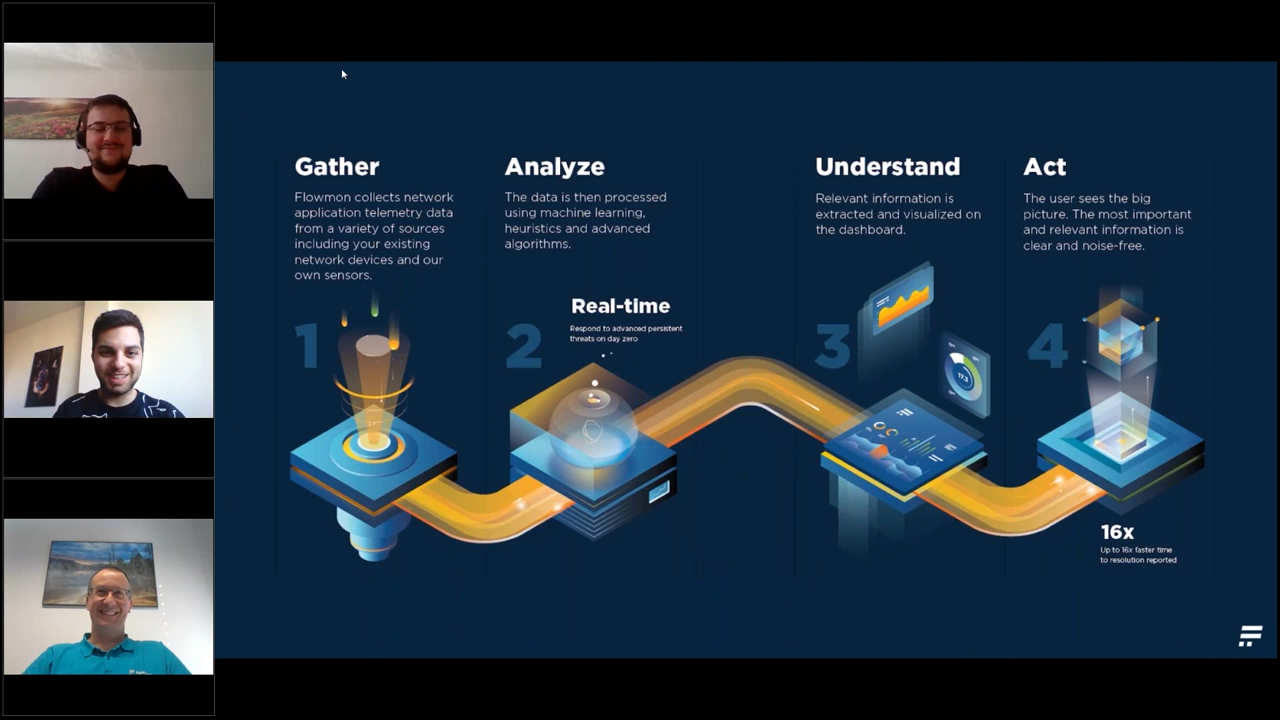 Gather
Flowmon collects network
application telemetry data
from a variety of sources
including your existing
network devices and our
own sensors.
1
Analyze
The data is then processed
using machine learning,
heuristics and advanced
algorithms.
Real-time
Respond to advanced persistent
threats on day zero
2
Understand
Relevant information is
extracted and visualized on
the dashboard.
3
17.3
Act
The user sees the big
picture. The most important
and relevant information is
clear and noise-free.
4
16x
Up to 16x faster time
to resolution reported